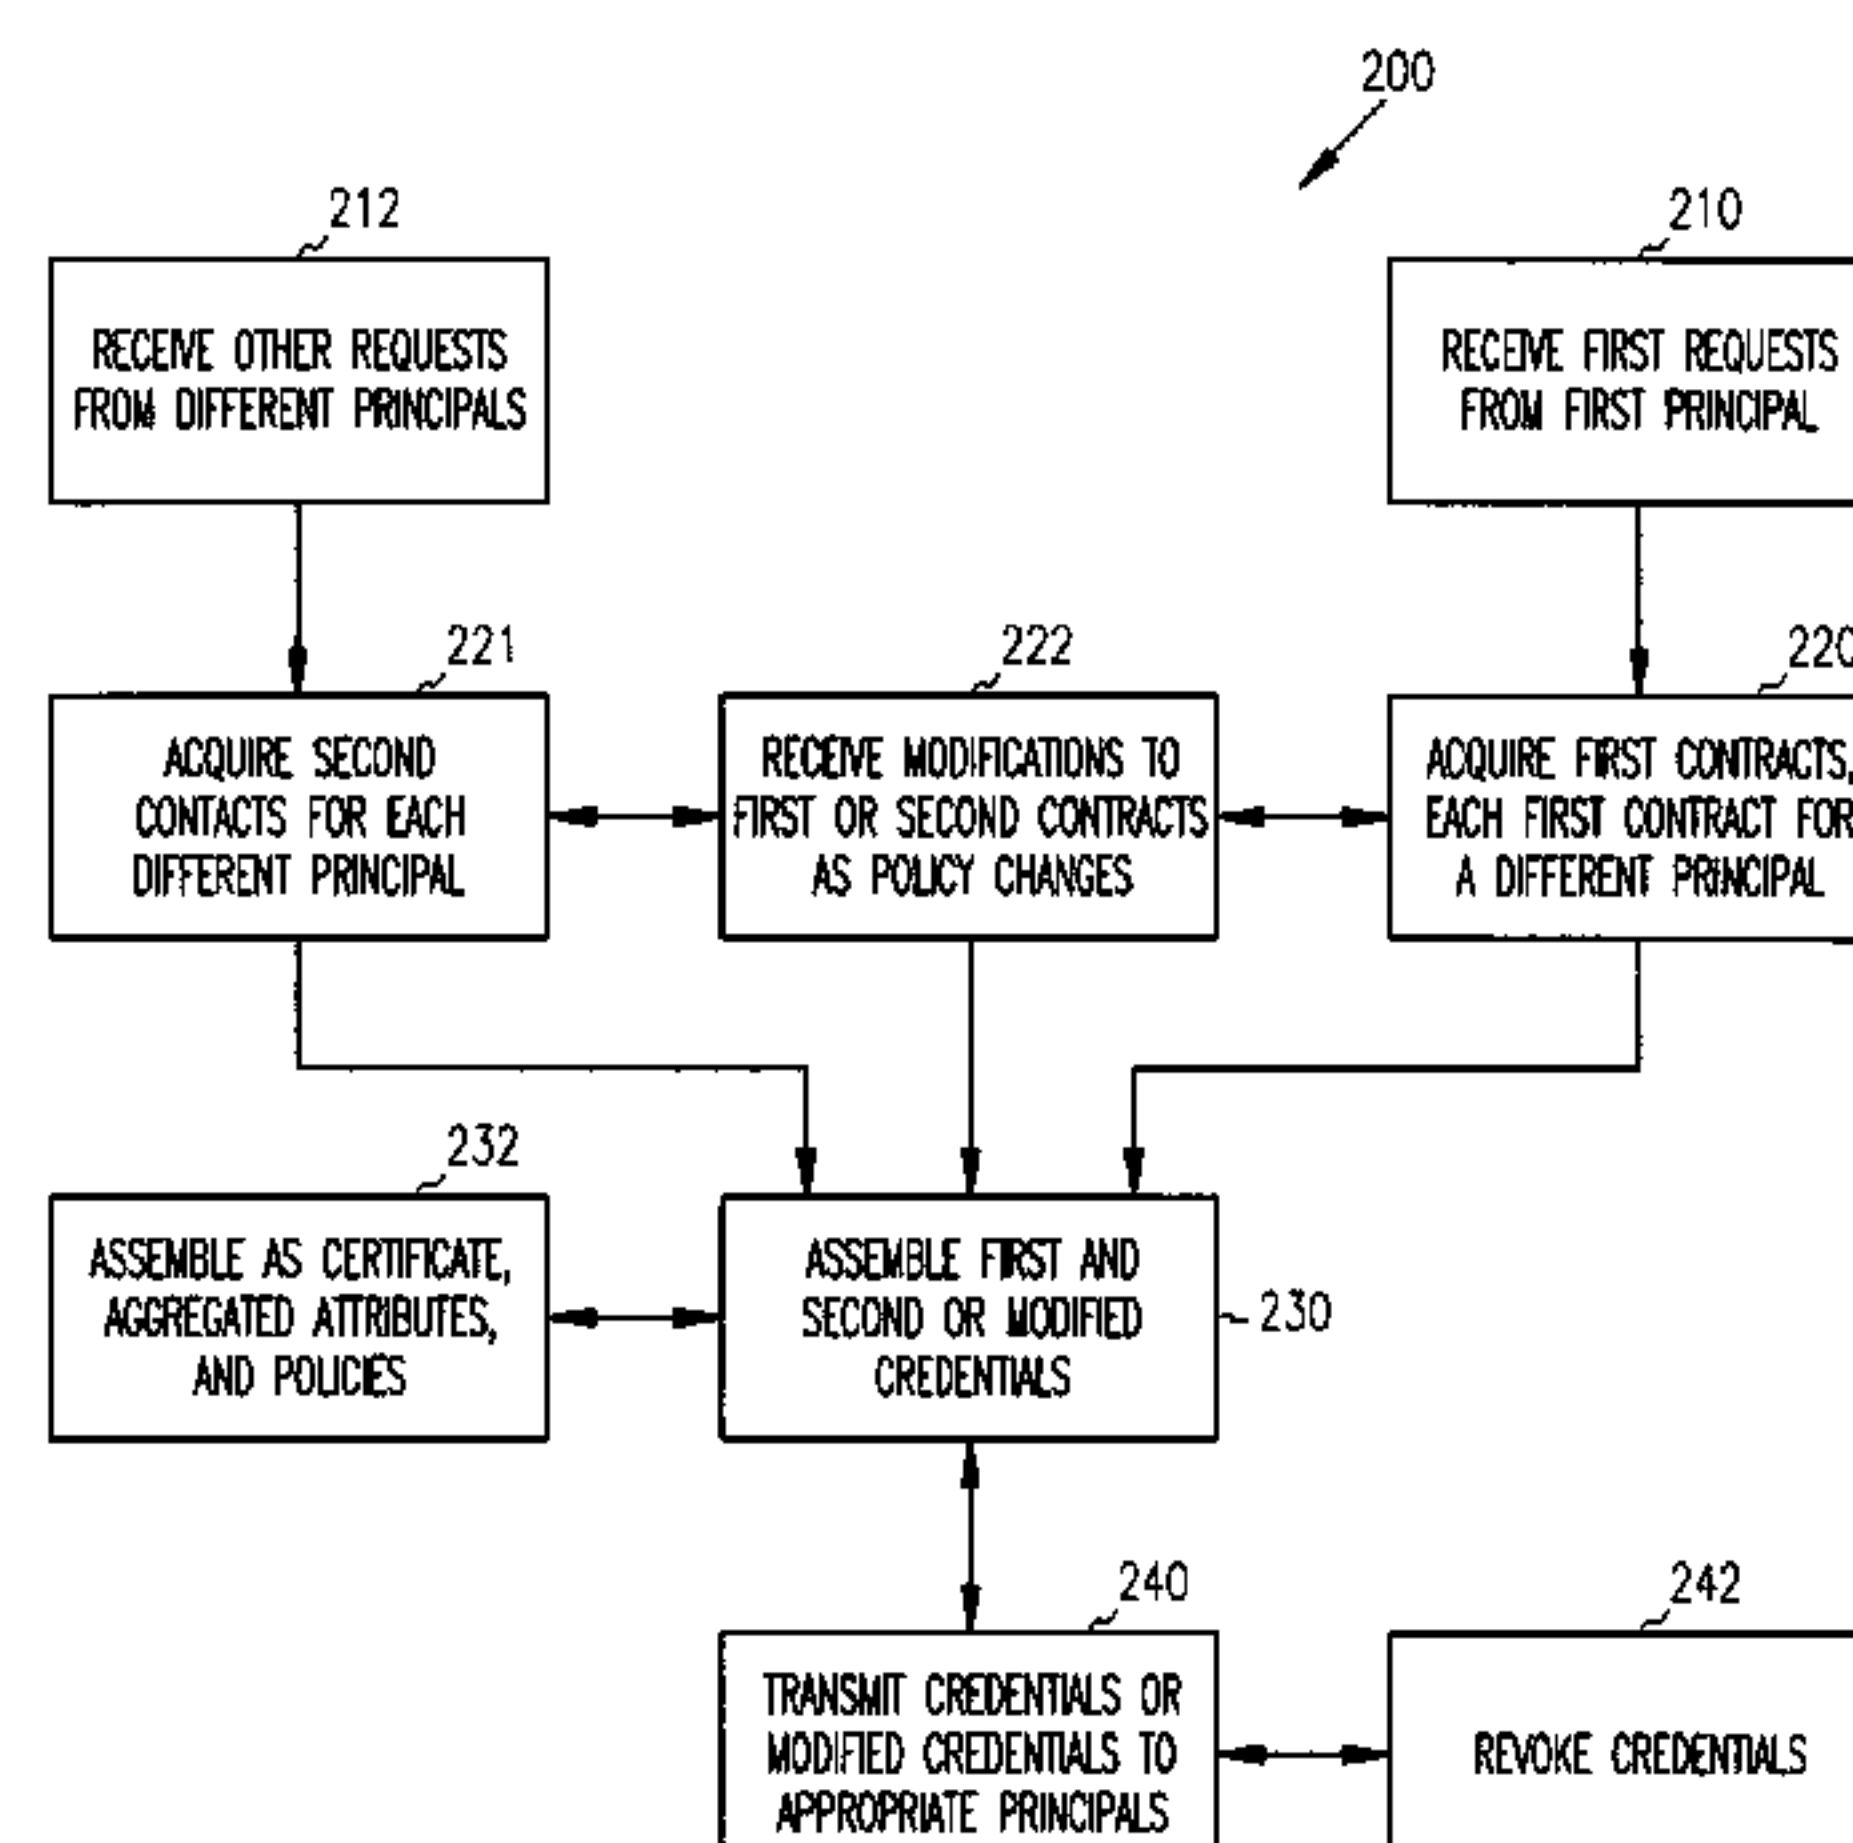 200
212
210
RECEIVE OTHER REQUESTS
FROM DIFFERENT PRINCIPALS
RECEIVE FIRST REQUESTS
FROM FIRST PRINCIPAL
221
222
220
ACQUIRE SECOND
CONTACTS FOR EACH
DIFFERENT PRINCIPAL
RECEIVE MODIFICATIONS TO
FIRST OR SECOND CONTRACTS
AS POLICY CHANGES
ACQUIRE FIRST CONTRACTS,
EACH FIRST CONTRACT FOR
A DIFFERENT PRINCIPAL
232
ASSEMBLE AS CERTIFICATE,
AGGREGATED ATTRIBUTES,
AND POLICIES
ASSEMBLE FIRST AND
SECOND OR MODIFIED
CREDENTIALS
230
240
242
TRANSMIT CREDENTIALS OR
MODIFIED CREDENTIALS TO
APPROPRIATE PRINCIPALS
REVOKE CREDENTIALS